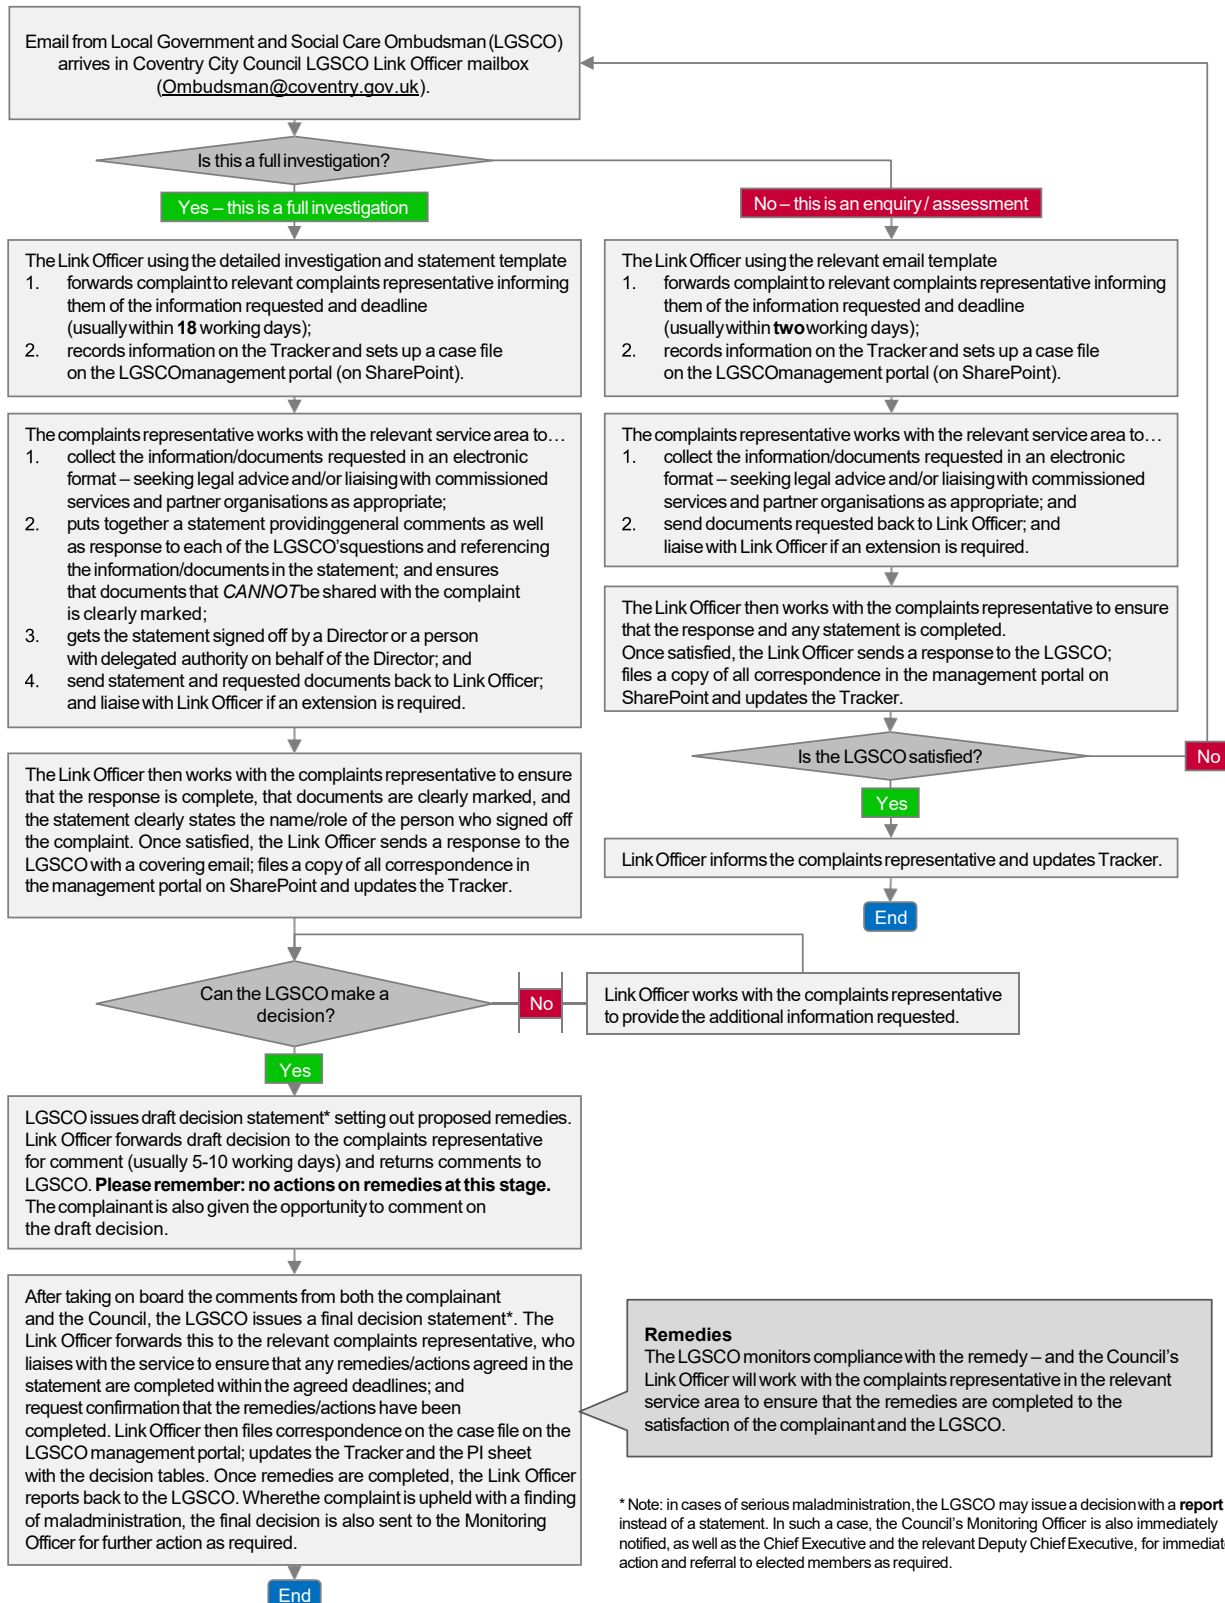 Email from Local Government and Social Care Ombudsman (LGSCO)
arrives in Coventry City Council LGSCO Link Officer mailbox
(Ombudsman@coventry.gov.uk).
Is this a full investigation?
Yes – this is a full investigation
The Link Officer using the detailed investigation and statement template
1. forwards complaint to relevant complaints representative informing
them of the information requested and deadline
(usually within 18 working days);
2. records information on the Tracker and sets up a case file
on the LGSCO management portal (on SharePoint).
The complaints representative works with the relevant service area to…
1. collect the information/documents requested in an electronic
format – seeking legal advice and/or liaising with commissioned
services and partner organisations as appropriate;
2. puts together a statement providing general comments as well
as response to each of the LGSCO's questions and referencing
the information/documents in the statement; and ensures
that documents that CANNOT be shared with the complaint
is clearly marked;
3. gets the statement signed off by a Director or a person
with delegated authority on behalf of the Director; and
4. send statement and requested documents back to Link Officer;
and liaise with Link Officer if an extension is required.
The Link Officer then works with the complaints representative to ensure
that the response is complete, that documents are clearly marked, and
the statement clearly states the name/role of the person who signed off
the complaint. Once satisfied, the Link Officer sends a response to the
LGSCO with a covering email; files a copy of all correspondence in
the management portal on SharePoint and updates the Tracker.
No – this is an enquiry / assessment
The Link Officer using the relevant email template
1. forwards complaint to relevant complaints representative informing
them of the information requested and deadline
(usually within two working days);
2. records information on the Tracker and sets up a case file
on the LGSCO management portal (on SharePoint).
The complaints representative works with the relevant service area to…
1. collect the information/documents requested in an electronic
format – seeking legal advice and/or liaising with commissioned
services and partner organisations as appropriate; and
2. send documents requested back to Link Officer; and
liaise with Link Officer if an extension is required.
The Link Officer then works with the complaints representative to ensure
that the response and any statement is completed.
Once satisfied, the Link Officer sends a response to the LGSCO;
files a copy of all correspondence in the management portal on
SharePoint and updates the Tracker.
Is the LGSCO satisfied?
No
Yes
Link Officer informs the complaints representative and updates Tracker.
End
Can the LGSCO make a
decision?
No
Link Officer works with the complaints representative
to provide the additional information requested.
Yes
LGSCO issues draft decision statement* setting out proposed remedies.
Link Officer forwards draft decision to the complaints representative
for comment (usually 5-10 working days) and returns comments to
LGSCO. Please remember: no actions on remedies at this stage.
The complainant is also given the opportunity to comment on
the draft decision.
After taking on board the comments from both the complainant
and the Council, the LGSCO issues a final decision statement*. The
Link Officer forwards this to the relevant complaints representative, who
liaises with the service to ensure that any remedies/actions agreed in the
statement are completed within the agreed deadlines; and
request confirmation that the remedies/actions have been
completed. Link Officer then files correspondence on the case file on the
LGSCO management portal; updates the Tracker and the PI sheet
with the decision tables. Once remedies are completed, the Link Officer
reports back to the LGSCO. Where the complaint is upheld with a finding
of maladministration, the final decision is also sent to the Monitoring
Officer for further action as required.
End
Remedies
The LGSCO monitors compliance with the remedy – and the Council's
Link Officer will work with the complaints representative in the relevant
service area to ensure that the remedies are completed to the
satisfaction of the complainant and the LGSCO.
* Note: in cases of serious maladministration, the LGSCO may issue a decision with a report
instead of a statement. In such a case, the Council's Monitoring Officer is also immediately
notified, as well as the Chief Executive and the relevant Deputy Chief Executive, for immediat
action and referral to elected members as required.